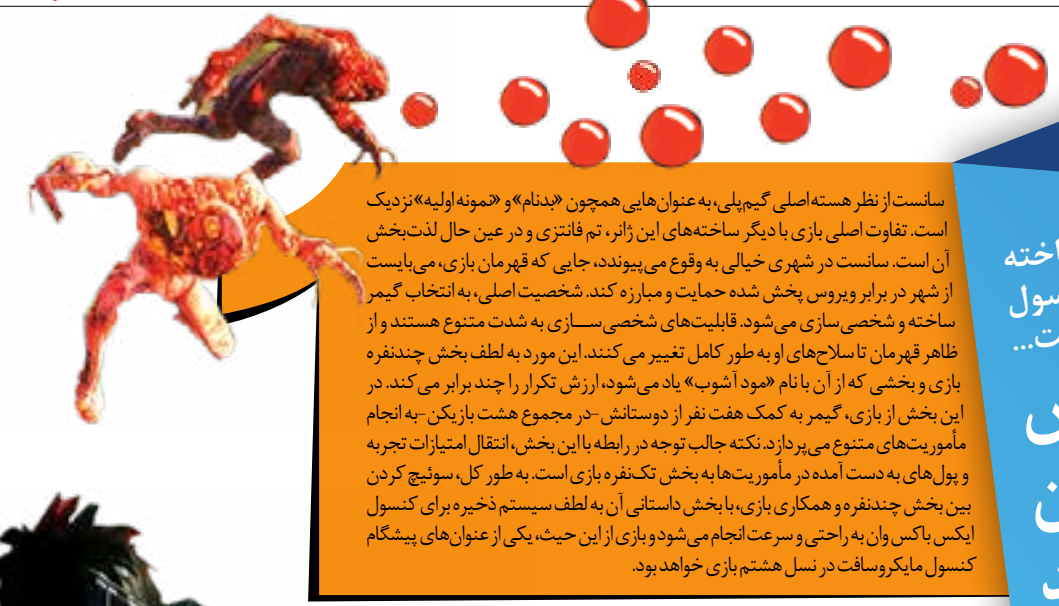 سانست از نظر هسته اصلی گیم‌پلی، به عنوان‌هایی همچون «بدنام» و «نمونه اولیه» نزدیک
است. تفاوت اصلی بازی با دیگر ساخته‌های این ژانر، تم فانتزی و در عین حال لذت‌بخش
آن است. سانست در شهری خیالی به وقوع می‌پیوندد، جایی که قهرمان بازی، می‌بایست
از شهر در برابر ویروس پخش شده حمایت و مبارزه کند. شخصیت اصلی، به انتخاب گیمر
ساخته و شخصی‌سازی می‌شود. قابلیت‌های شخصی‌ســازی به شدت متنوع هستند و از
ظاهر قهرمان تا سلاح‌های او به طور کامل تغییر می‌کنند. این مورد به لطف بخش چندنفره
بازی و بخشی که از آن با نام «مود آشوب» یاد می‌شود، ارزش تکرار را چند برابر می‌کند. در
این بخش از بازی، گیمر به کمک هفت نفر از دوستانش -در مجموع هشت بازیکن- به انجام
مأموریت‌های متنوع می‌پردازد. نکته جالب توجه در رابطه با این بخش، انتقال امتیازات تجربه
و پول‌های به دست آمده در مأموریت‌ها به بخش تک‌نفره بازی است. به طور کل، سوئیچ کردن
بین بخش چندنفره و همکاری بازی، با بخش داستانی آن به لطف سیستم ذخیره برای کنسول
ایکس باکس وان به راحتی و سرعت انجام می‌شود و بازی از این حیث، یکی از عنوان‌های پیشگام
کنسول مایکروسافت در نسل هشتم بازی خواهد بود.